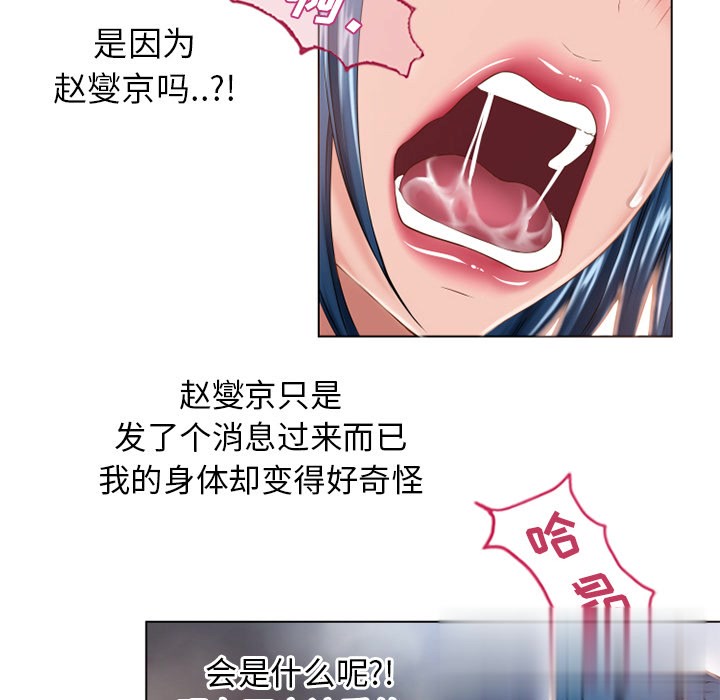 啊.
是因为
赵燮京吗..?!
赵燮京只是
发了个消息过来而已
我的身体却变得好奇怪
哈
会是什么呢?!